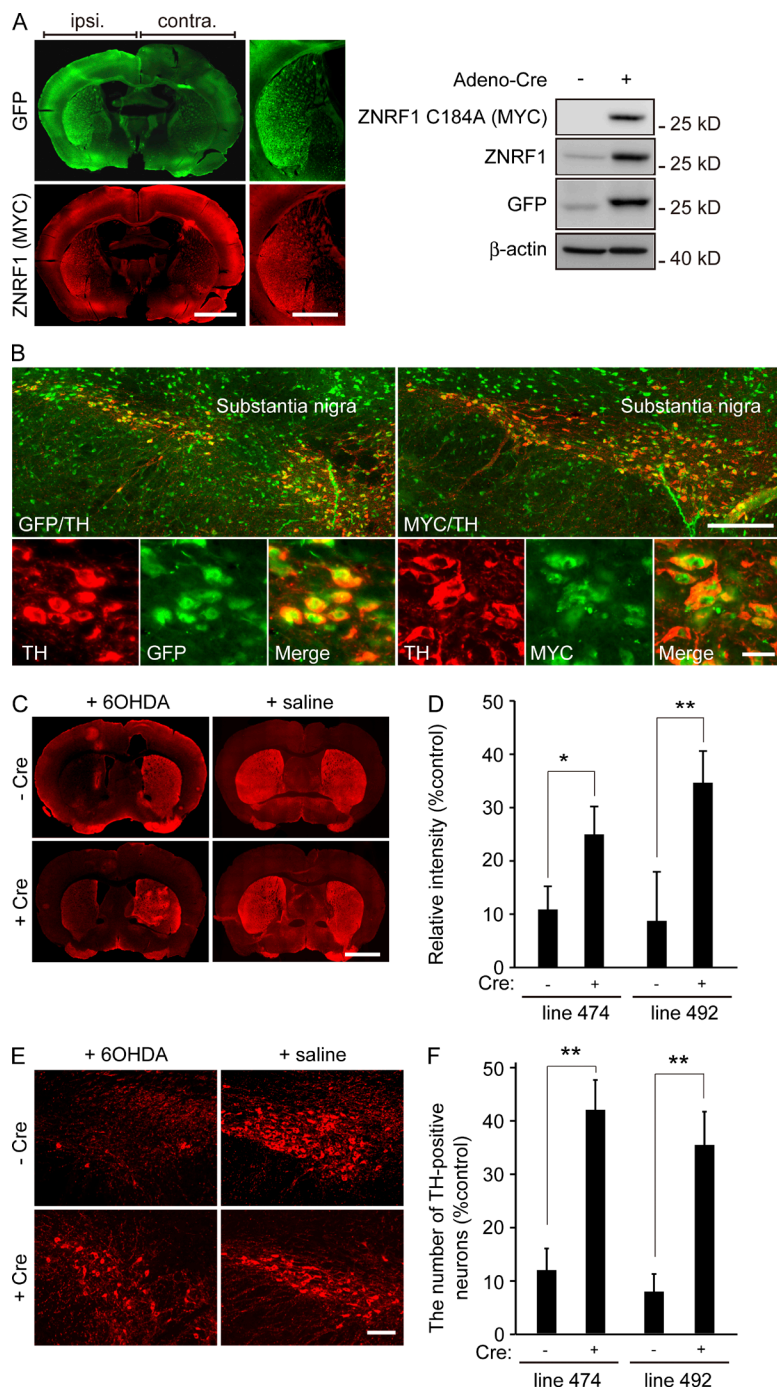 A
ipsi. contra.
GFP
ZNRF1 (MYC)
Adeno-Cre - +
ZNRF1 C184A (MYC) - 25 kD
ZNRF1 - 25 kD
GFP - 25 kD
β-actin - 40 kD
B
Substantia nigra
GFP/TH
Substantia nigra
MYC/TH
TH
GFP
Merge
TH
MYC
Merge
C
+ 6OHDA + saline
- Cre
+ Cre
D
Relative intensity (%control)
50
40
30
20
10
0
* **
Cre: - + - +
line 474 line 492
E
+ 6OHDA + saline
- Cre
+ Cre
F
The number of TH-positive
neurons (%control)
50
40
30
20
10
0
** **
Cre: - + - +
line 474 line 492